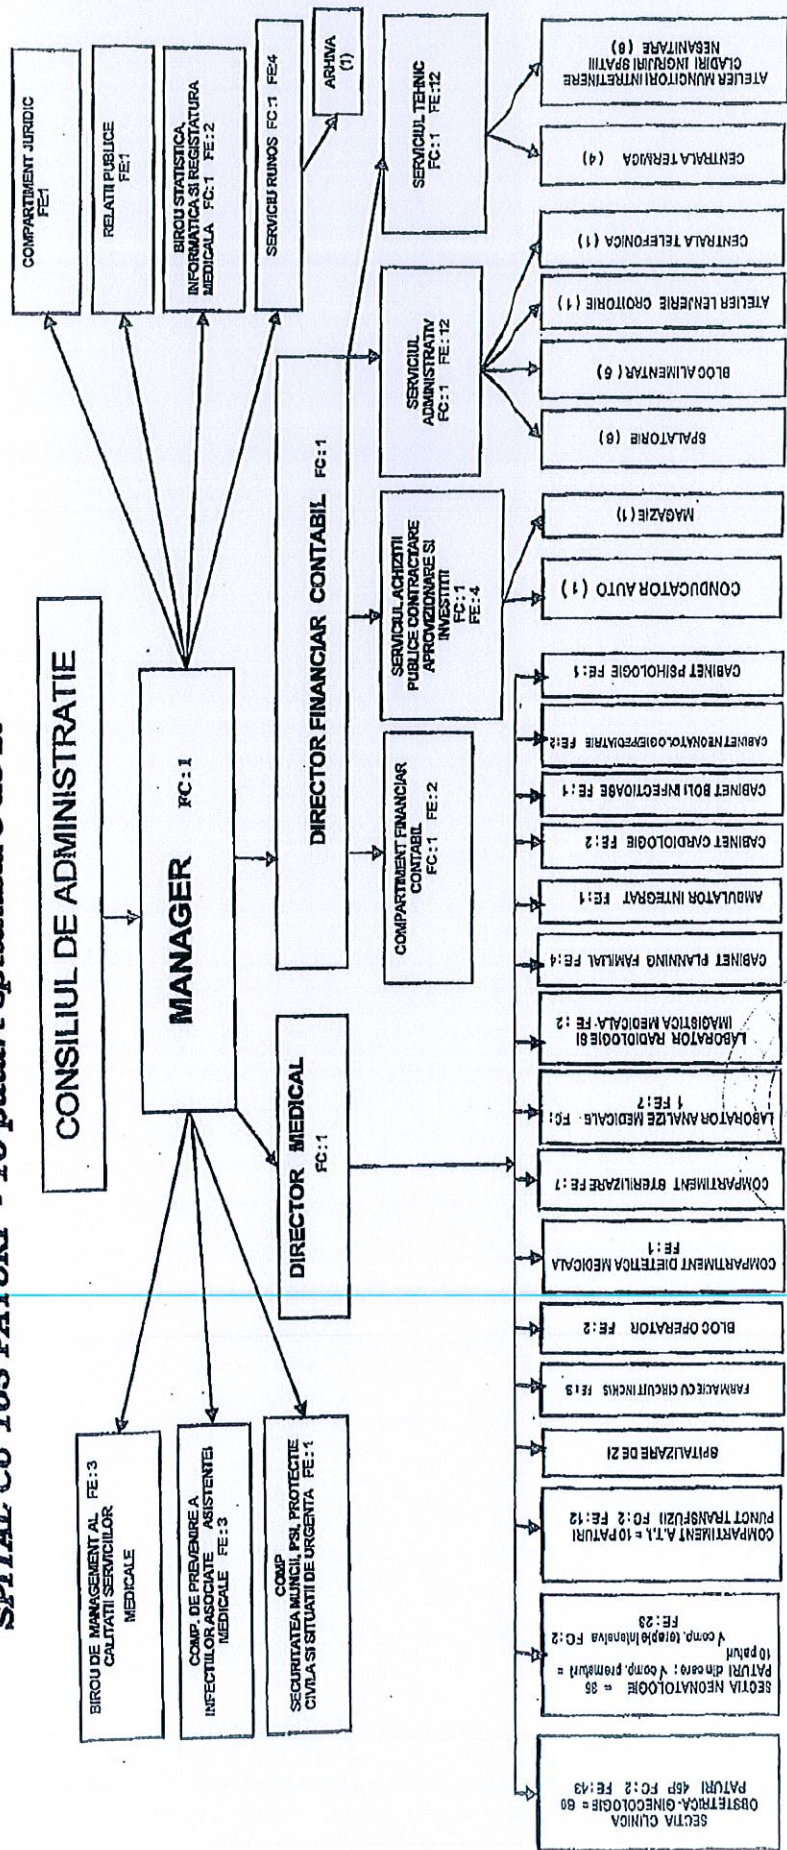 SPITAL CU 105 PATURI + 10 paturi spitalizare de zi
CONSILIUL DE ADMINISTRATIE
MANAGER FC:1
COMPARTIMENT JURIDIC
FE:1
RELATII PUBLICE
FE:1
BIROU STATISTICA,
INFORMATICA SI REGISTATURA
MEDICALA FC:1 FE:2
SERVICIU RUNOS FC:1 FE:4
ARHIVA
(1)
BIROU DE MANAGEMENT AL FE:3
CALITATII SERVICIILOR
MEDICALE
COMP. DE PREVENIRE A
INFECTIILOR ASOCIATE ASISTENTEI
MEDICALE FE:3
COMP
SECURITATEA MUNCII, PSI, PROTECTIE
CIVILA SI SITUATII DE URGENTA FE:1
DIRECTOR MEDICAL
FC:1
DIRECTOR FINANCIAR CONTABIL FC:1
COMPARTIMENT FINANCIAR
CONTABIL
FC:1 FE:2
SERVICIUL ACHIZITII
PUBLICE CONTRACTARE
APROVIZIONARE SI
INVESTITII
FC:1
FE:4
SERVICIUL
ADMINISTRATIV
FC:1 FE:12
SERVICIUL TEHNIC
FC:1 FE:12
SECTIA CLINICA
OBSTETRICA-GINECOLOGIE = 60
PATURI 46P FC:2 FE:43
SECTIA NEONATOLOGIE = 35
PATURI din care: √ comp. prematuri =
10 paturi
√ comp. terapie intensiva FC:2
FE:23
COMPARTIMENT A.T.I. = 10 PATURI
PUNCT TRANSFUZII FC:2 FE:12
SPITALIZARE DE ZI
FARMACIE CU CIRCUIT INCHIS FE:3
BLOC OPERATOR FE:2
COMPARTIMENT DIETETICA MEDICALA
FE:1
COMPARTIMENT STERILIZARE FE:7
LABORATOR ANALIZE MEDICALE FC:
1 FE:7
LABORATOR RADIOLOGIE SI
IMAGISTICA MEDICALA- FE:2
CABINET PLANNING FAMILIAL FE:4
AMBULATOR INTEGRAT FE:1
CABINET CARDIOLOGIE FE:2
CABINET BOLI INFECTIOASE FE:1
CABINET NEONATOLOGIE PEDIATRIE FE:2
CABINET PSIHOLOGIE FE:1
CONDUCATOR AUTO (1)
MAGAZIE (1)
SPALATORIE (6)
BLOC ALIMENTAR (5)
ATELIER LENJERIE CROITORIE (1)
CENTRALA TELEFONICA (1)
CENTRALA TERMICA (4)
ATELIER MUNCITORI INTRETINERE
CLADIRI INGRIJIRI SPATII
NESANITARE (8)